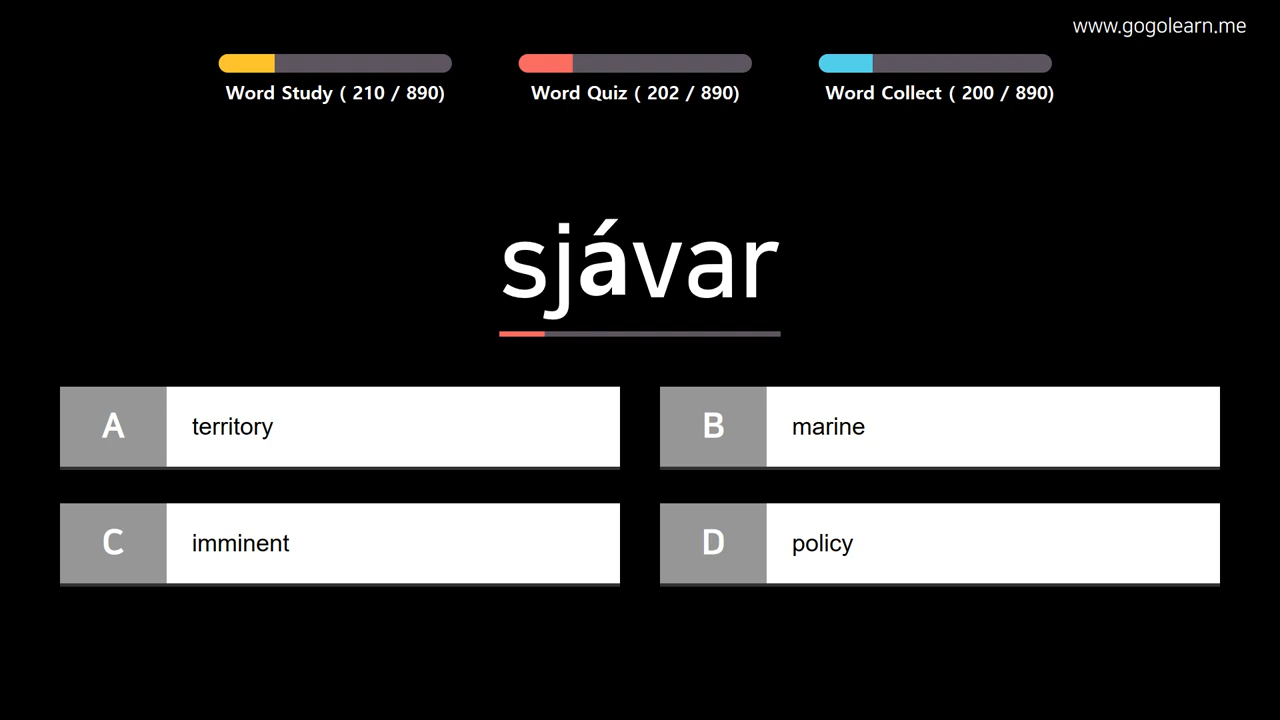 www.gogolearn.me
Word Study ( 210 / 890)
Word Quiz ( 202 / 890)
Word Collect ( 200 / 890)
sjávar
A territory
B marine
C imminent
D policy